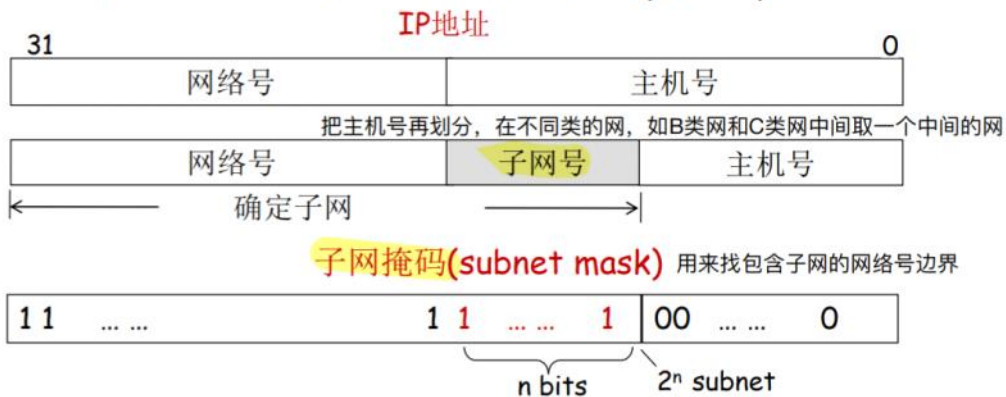 IP地址
31 0
网络号 主机号
把主机号再划分，在不同类的网，如B类网和C类网中间取一个中间的网
网络号 子网号 主机号
确定子网
子网掩码(subnet mask) 用来找包含子网的网络号边界
1 1 ... ... 1 1 ... ... 1 00 ... ... 0
n bits 2ⁿ subnet